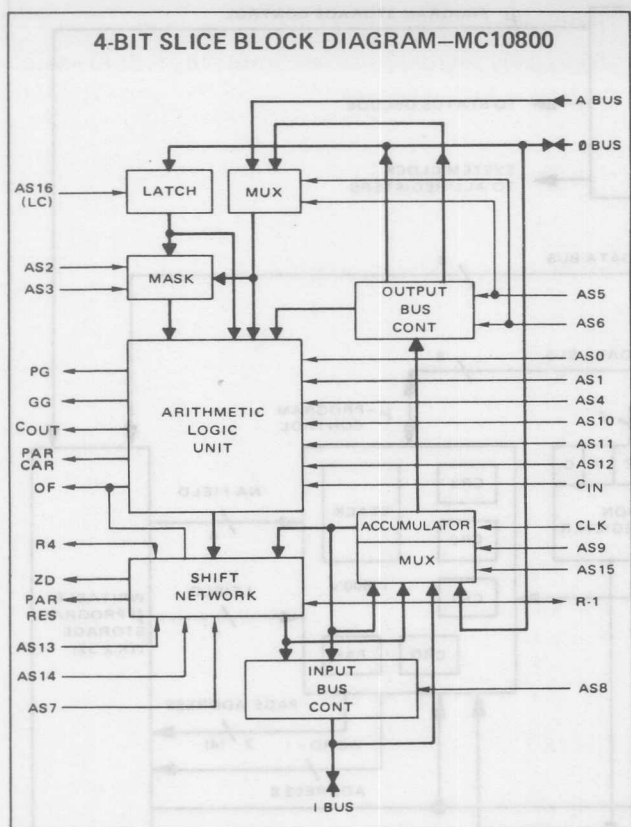 4-BIT SLICE BLOCK DIAGRAM—MC10800
A BUS
Ø BUS
AS16
(LC)
LATCH
MUX
AS2
AS3
MASK
OUTPUT
BUS
CONT
AS5
AS6
PG
GG
COUT
PAR
CAR
OF
ARITHMETIC
LOGIC
UNIT
AS0
AS1
AS4
AS10
AS11
AS12
CIN
ACCUMULATOR
MUX
CLK
AS9
AS15
R4
ZD
PAR
RES
SHIFT
NETWORK
R-1
AS13
AS14
AS7
INPUT
BUS
CONT
AS8
I BUS